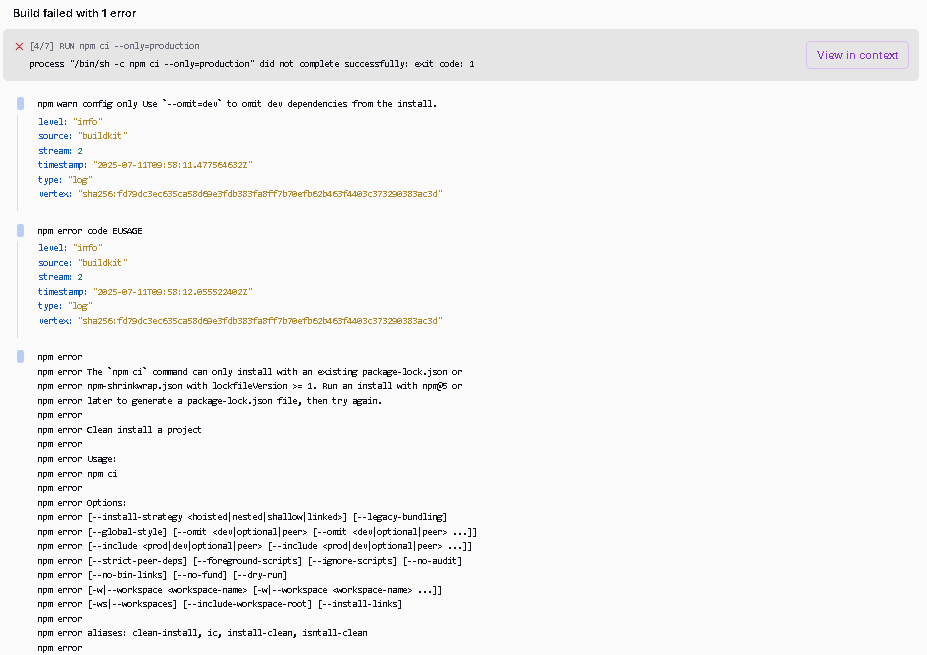 Build failed with 1 error
[4/7] RUN npm ci --only=production
process "/bin/sh -c npm ci --only=production" did not complete successfully: exit code: 1
View in context
npm warn config only Use `--omit=dev` to omit dev dependencies from the install.
level: "info"
source: "buildkit"
stream: 2
timestamp: "2025-07-11T09:58:11.477564632Z"
type: "log"
vertex: "sha256:fd79dc3ec635ca58d69e3fdb383fa8ff7b70efb62b463f4403c373290383ac3d"
npm error code EUSAGE
level: "info"
source: "buildkit"
stream: 2
timestamp: "2025-07-11T09:58:12.055522402Z"
type: "log"
vertex: "sha256:fd79dc3ec635ca58d69e3fdb383fa8ff7b70efb62b463f4403c373290383ac3d"
npm error
npm error The `npm ci` command can only install with an existing package-lock.json or
npm error npm-shrinkwrap.json with lockfileVersion >= 1. Run an install with npm@5 or
npm error later to generate a package-lock.json file, then try again.
npm error
npm error Clean install a project
npm error
npm error Usage:
npm error npm ci
npm error
npm error Options:
npm error [--install-strategy <hoisted|nested|shallow|linked>] [--legacy-bundling]
npm error [--global-style] [--omit <dev|optional|peer> [--omit <dev|optional|peer> ...]]
npm error [--include <prod|dev|optional|peer> [--include <prod|dev|optional|peer> ...]]
npm error [--strict-peer-deps] [--foreground-scripts] [--ignore-scripts] [--no-audit]
npm error [--no-bin-links] [--no-fund] [--dry-run]
npm error [-w|--workspace <workspace-name> [-w|--workspace <workspace-name> ...]]
npm error [-ws|--workspaces] [--include-workspace-root] [--install-links]
npm error
npm error aliases: clean-install, ic, install-clean, isntall-clean
npm error